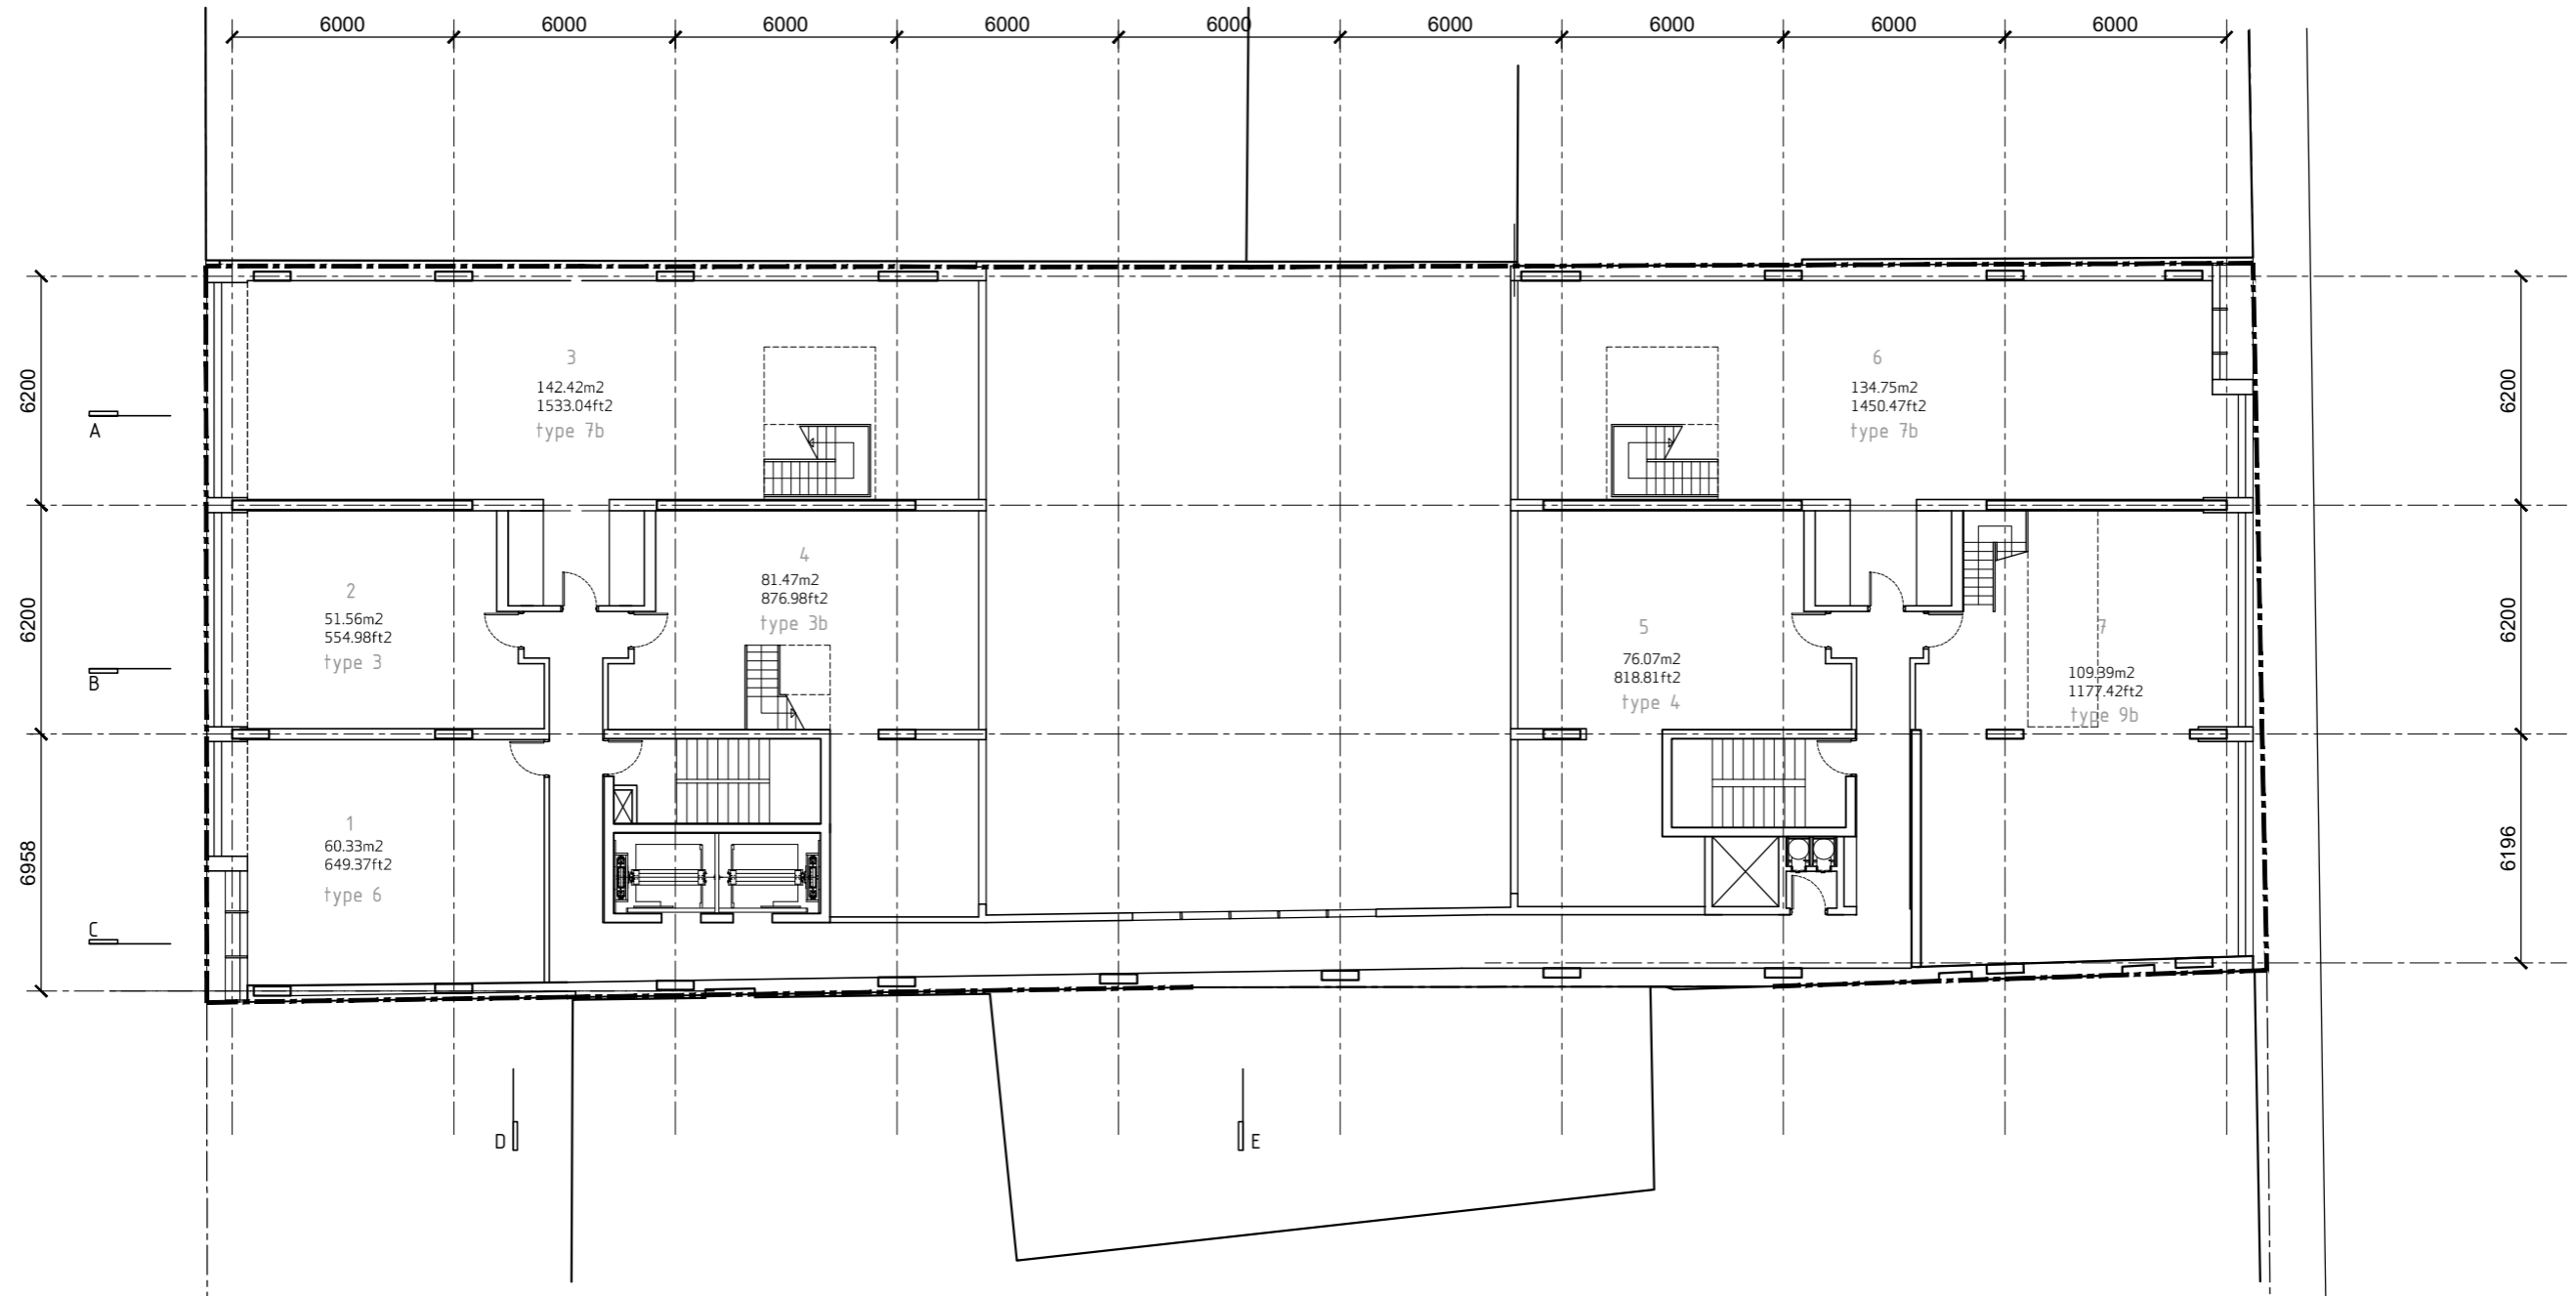 6000 6000 6000 6000 6000 6000 6000 6000 6000
6200
6200
6958
A
B
C
3
142.42m2
1533.04ft2
type 7b
6
134.75m2
1450.47ft2
type 7b
2
51.56m2
554.98ft2
type 3
4
81.47m2
876.98ft2
type 3b
5
76.07m2
818.81ft2
type 4
7
109.39m2
1177.42ft2
type 9b
1
60.33m2
649.37ft2
type 6
6200
6200
6196
D
E